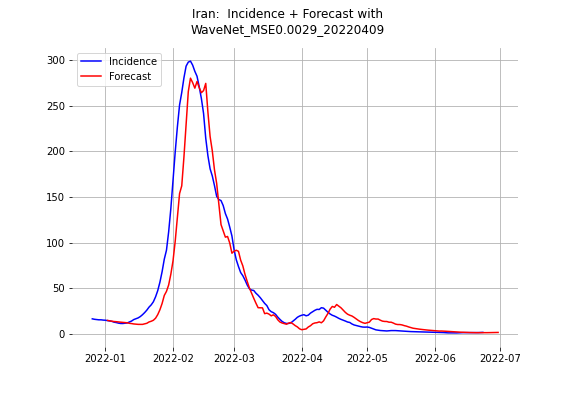 Iran:  Incidence + Forecast with
WaveNet_MSE0.0029_20220409
Incidence
Forecast
300
250
200
150
100
50
0
2022-01 2022-02 2022-03 2022-04 2022-05 2022-06 2022-07